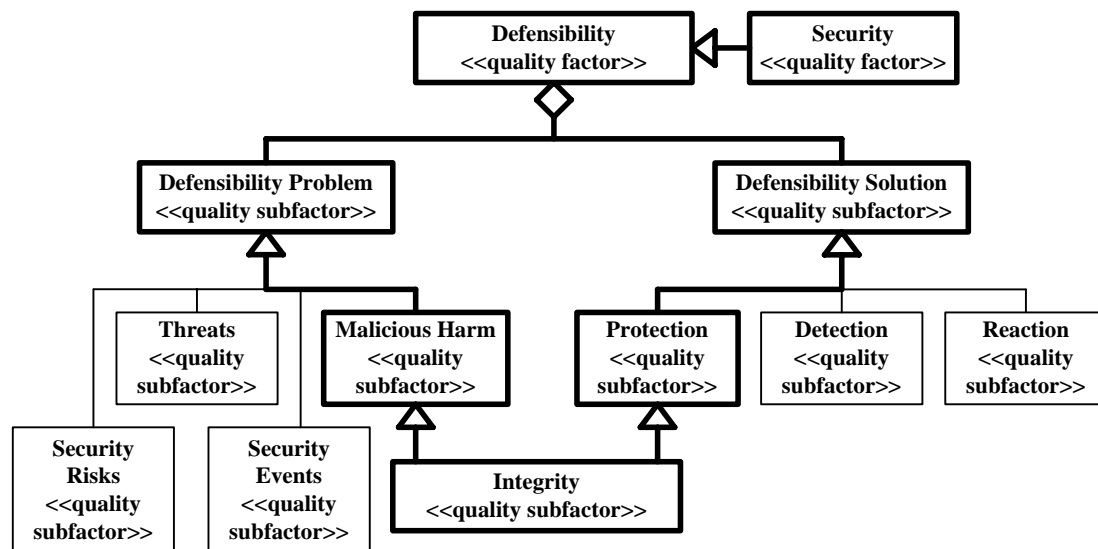 Defensibility
<<quality factor>>
Security
<<quality factor>>
Defensibility Problem
<<quality subfactor>>
Defensibility Solution
<<quality subfactor>>
Threats
<<quality
subfactor>>
Malicious Harm
<<quality
subfactor>>
Protection
<<quality
subfactor>>
Detection
<<quality
subfactor>>
Reaction
<<quality
subfactor>>
Security
Risks
<<quality
subfactor>>
Security
Events
<<quality
subfactor>>
Integrity
<<quality subfactor>>